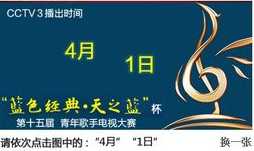 CCTV 3播出时间
4月
1日
“蓝色经典·天之蓝”杯
第十五届 青年歌手电视大赛
请依次点击图中的:“4月” “1日” 换一张